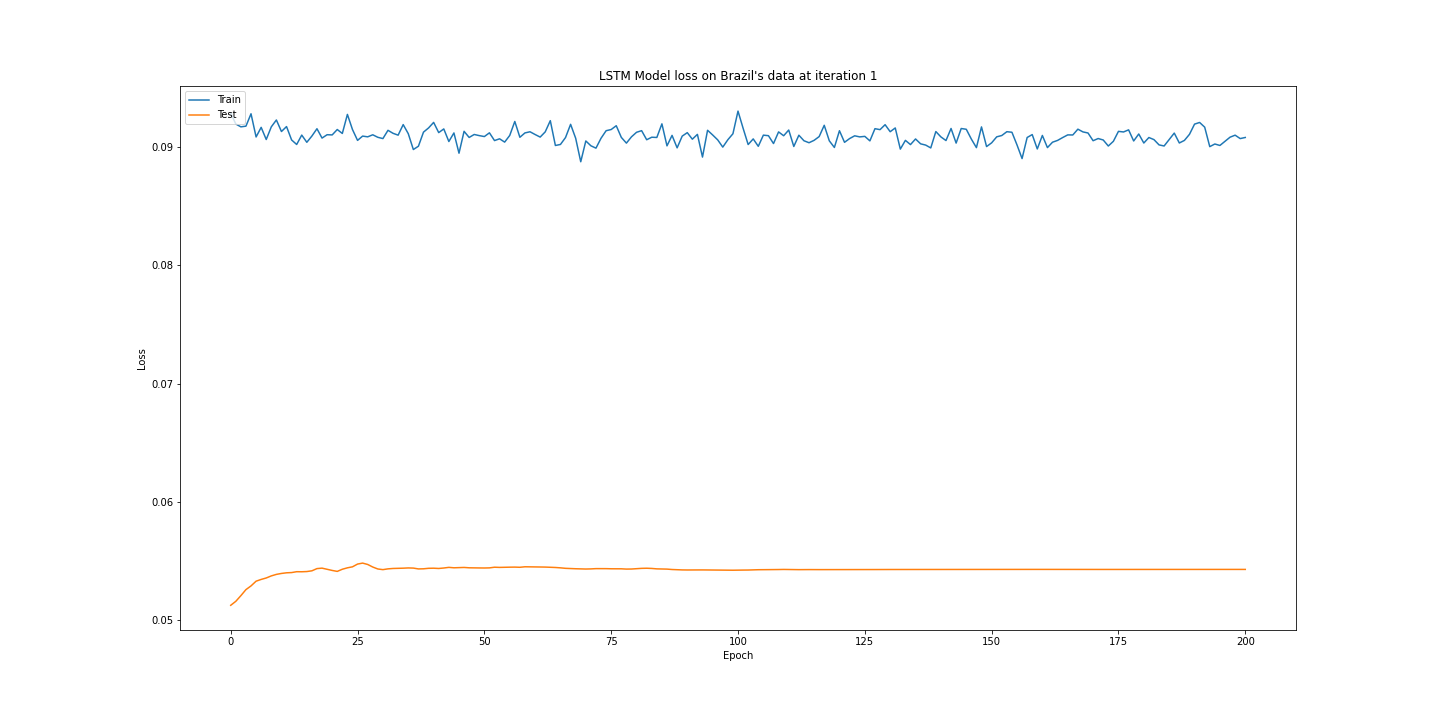 LSTM Model loss on Brazil's data at iteration 1
Train
Test
0.09
0.08
0.07
0.06
0.05
Loss
0 25 50 75 100 125 150 175 200
Epoch